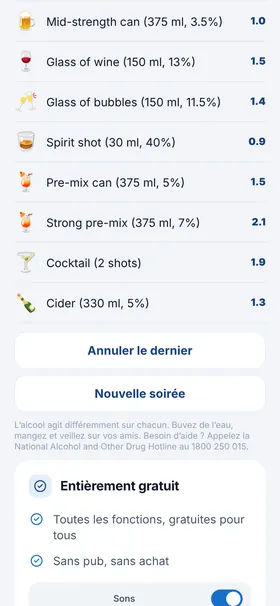 Mid-strength can (375 ml, 3.5%) 1.0
Glass of wine (150 ml, 13%) 1.5
Glass of bubbles (150 ml, 11.5%) 1.4
Spirit shot (30 ml, 40%) 0.9
Pre-mix can (375 ml, 5%) 1.5
Strong pre-mix (375 ml, 7%) 2.1
Cocktail (2 shots) 1.9
Cider (330 ml, 5%) 1.3
Annuler le dernier
Nouvelle soirée
L'alcool agit différemment sur chacun. Buvez de l'eau,
mangez et veillez sur vos amis. Besoin d'aide ? Appelez la
National Alcohol and Other Drug Hotline au 1800 250 015.
Entièrement gratuit
Toutes les fonctions, gratuites pour
tous
Sans pub, sans achat
Sons